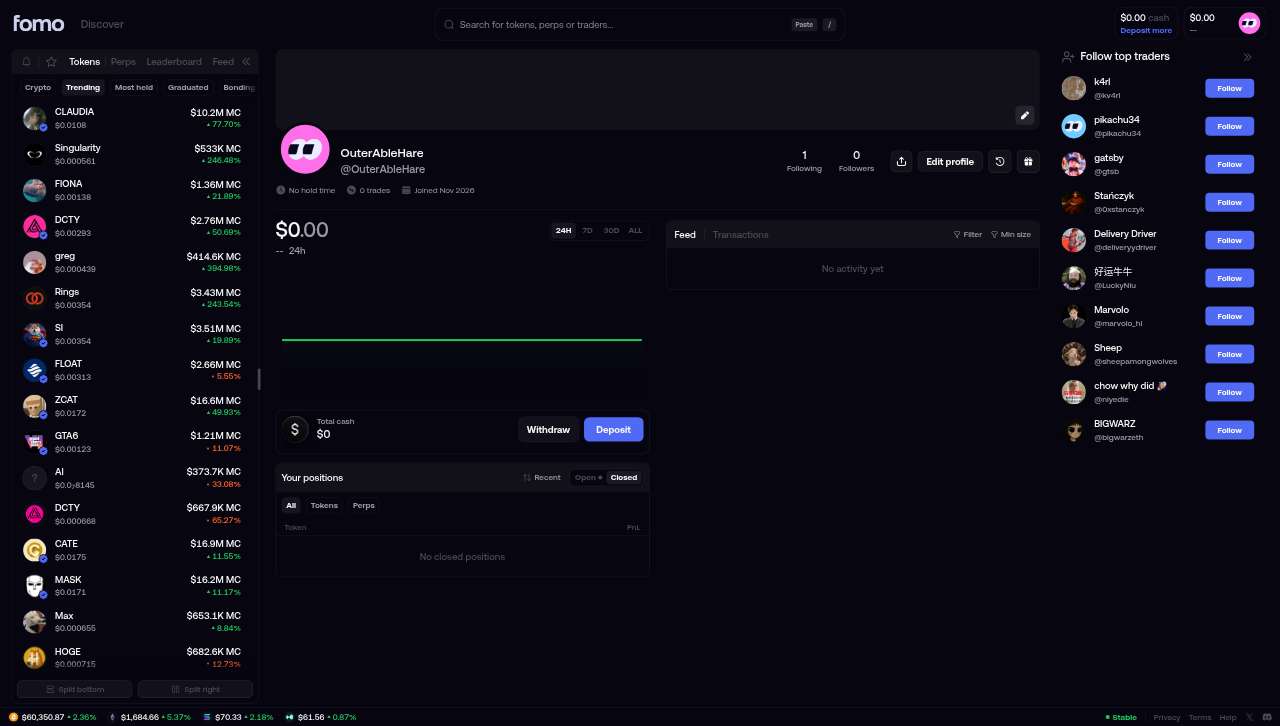 fomo
Discover
Search for tokens, perps or traders...
Paste
/
$0.00 cash
Deposit more
$0.00
—
Tokens
Perps
Leaderboard
Feed
Crypto
Trending
Most held
Graduated
Bonding
CLAUDIA
$10.2M MC
$0.0108
77.70%
Singularity
$533K MC
$0.000561
246.48%
FIONA
$1.36M MC
$0.00138
21.89%
DCTY
$2.76M MC
$0.00293
50.69%
greg
$414.6K MC
$0.000439
394.98%
Rings
$3.43M MC
$0.00354
243.54%
SI
$3.51M MC
$0.00354
19.89%
FLOAT
$2.66M MC
$0.00313
5.55%
ZCAT
$16.6M MC
$0.0172
49.93%
GTA6
$1.21M MC
$0.00123
11.07%
?
AI
$373.7K MC
$0.0₇8145
33.08%
DCTY
$667.9K MC
$0.000668
65.27%
CATE
$16.9M MC
$0.0175
11.55%
MASK
$16.2M MC
$0.0171
11.17%
Max
$653.1K MC
$0.000655
8.84%
HOGE
$682.6K MC
$0.000715
12.73%
Split bottom
Split right
OuterAbleHare
@OuterAbleHare
1
Following
0
Followers
Edit profile
No hold time
0 trades
Joined Nov 2026
$0.00
-- 24h
24H
7D
30D
ALL
$
Total cash
$0
Withdraw
Deposit
Your positions
Recent
Open
Closed
All
Tokens
Perps
Token
PnL
No closed positions
Feed
Transactions
Filter
Min size
No activity yet
Follow top traders
k4rl
@kv4rl
Follow
pikachu34
@pikachu34
Follow
gatsby
@gtsb
Follow
Stańczyk
@0xstanczyk
Follow
Delivery Driver
@deliveryydriver
Follow
好运牛牛
@LuckyNiu
Follow
Marvolo
@marvolo_hl
Follow
Sheep
@sheepamongwolves
Follow
chow why did
@niyedie
Follow
BIGWARZ
@bigwarzeth
Follow
$60,350.87 2.36%
$1,684.66 5.37%
$70.33 2.18%
$61.56 0.87%
Stable
Privacy
Terms
Help